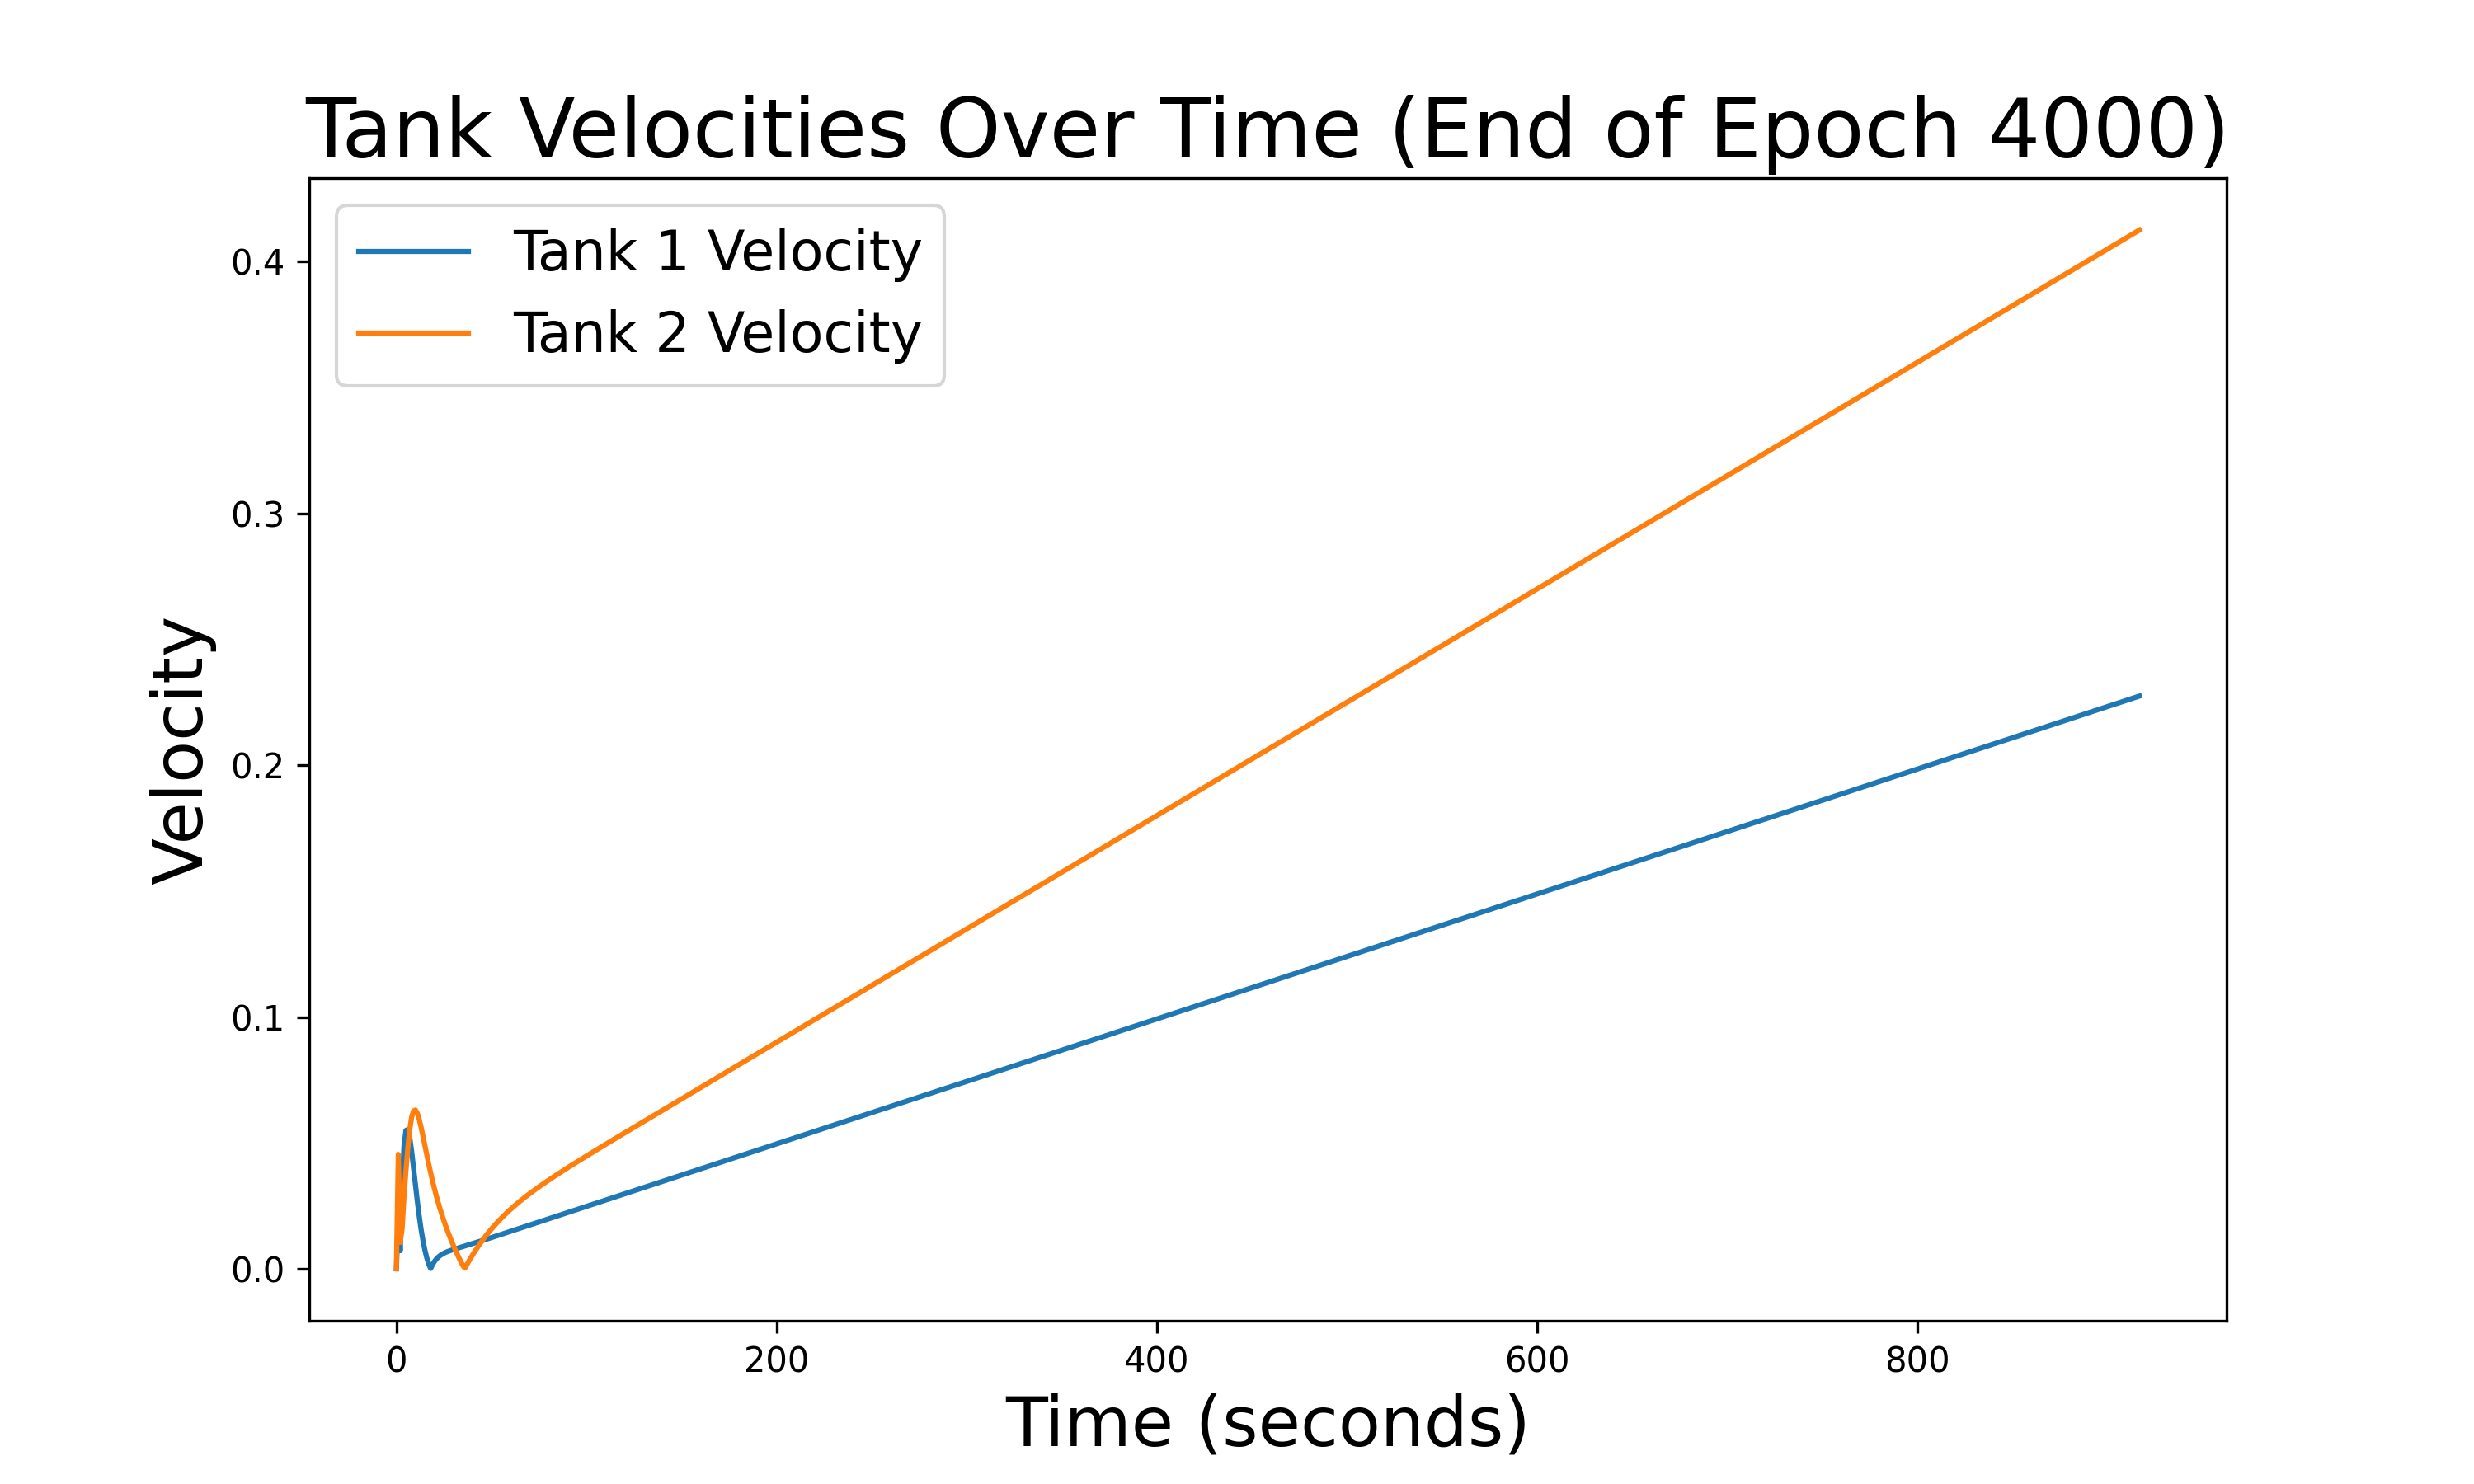 Tank Velocities Over Time (End of Epoch 4000)
Tank 1 Velocity
Tank 2 Velocity
Velocity
0.4
0.3
0.2
0.1
0.0
0 200 400 600 800
Time (seconds)